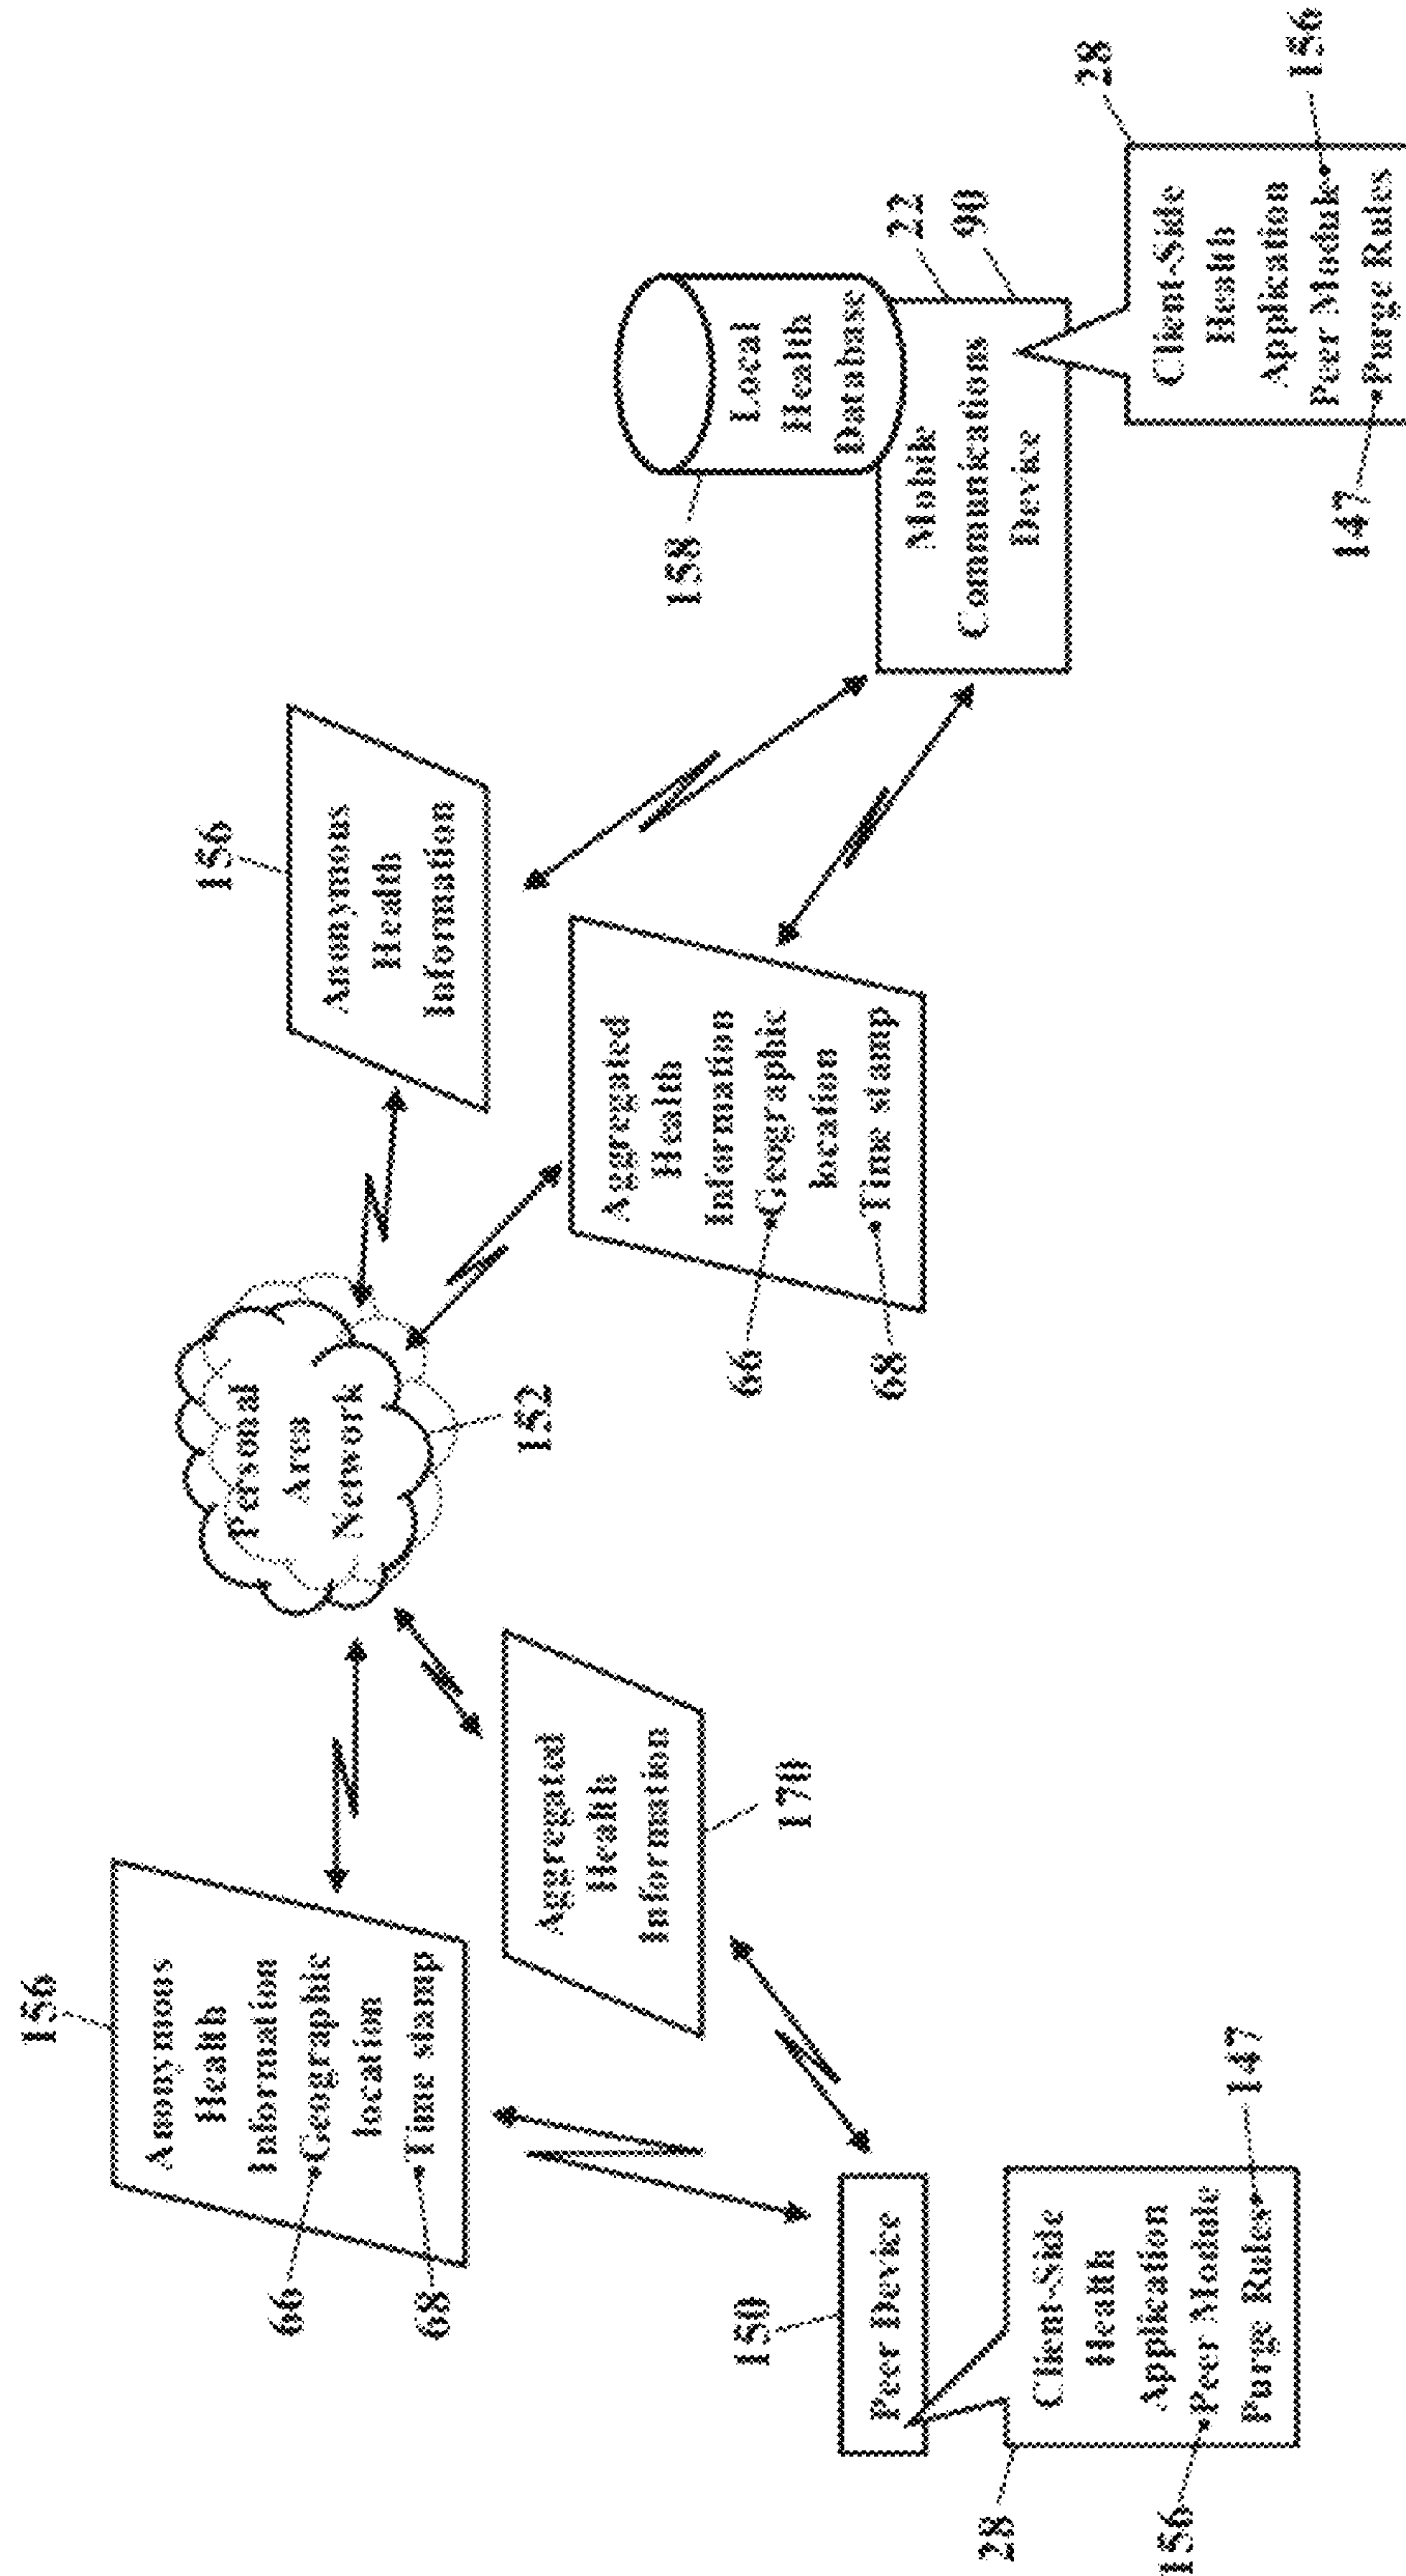 156
Anonymous
Health
Information
Geographic
location
Time stamp
66
68
Personal
Area
Network
152
156
Anonymous
Health
Information
Aggregated
Health
Information
170
Aggregated
Health
Information
Geographic
location
Time stamp
66
68
150
Peer Device
28
Client-Side
Health
Application
Peer Module
Purge Rules
156
147
158
Local
Health
Database
22
90
Mobile
Communications
Device
28
Client-Side
Health
Application
Peer Module
Purge Rules
156
147